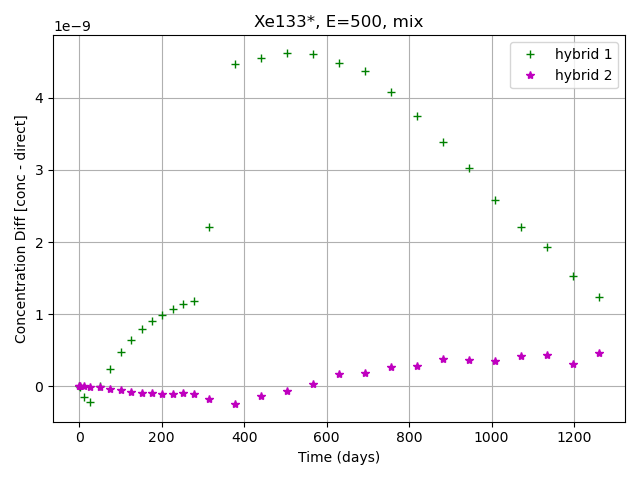 Xe133*, E=500, mix
1e−9
hybrid 1
hybrid 2
Concentration Diff [conc - direct]
4
3
2
1
0
0 200 400 600 800 1000 1200
Time (days)